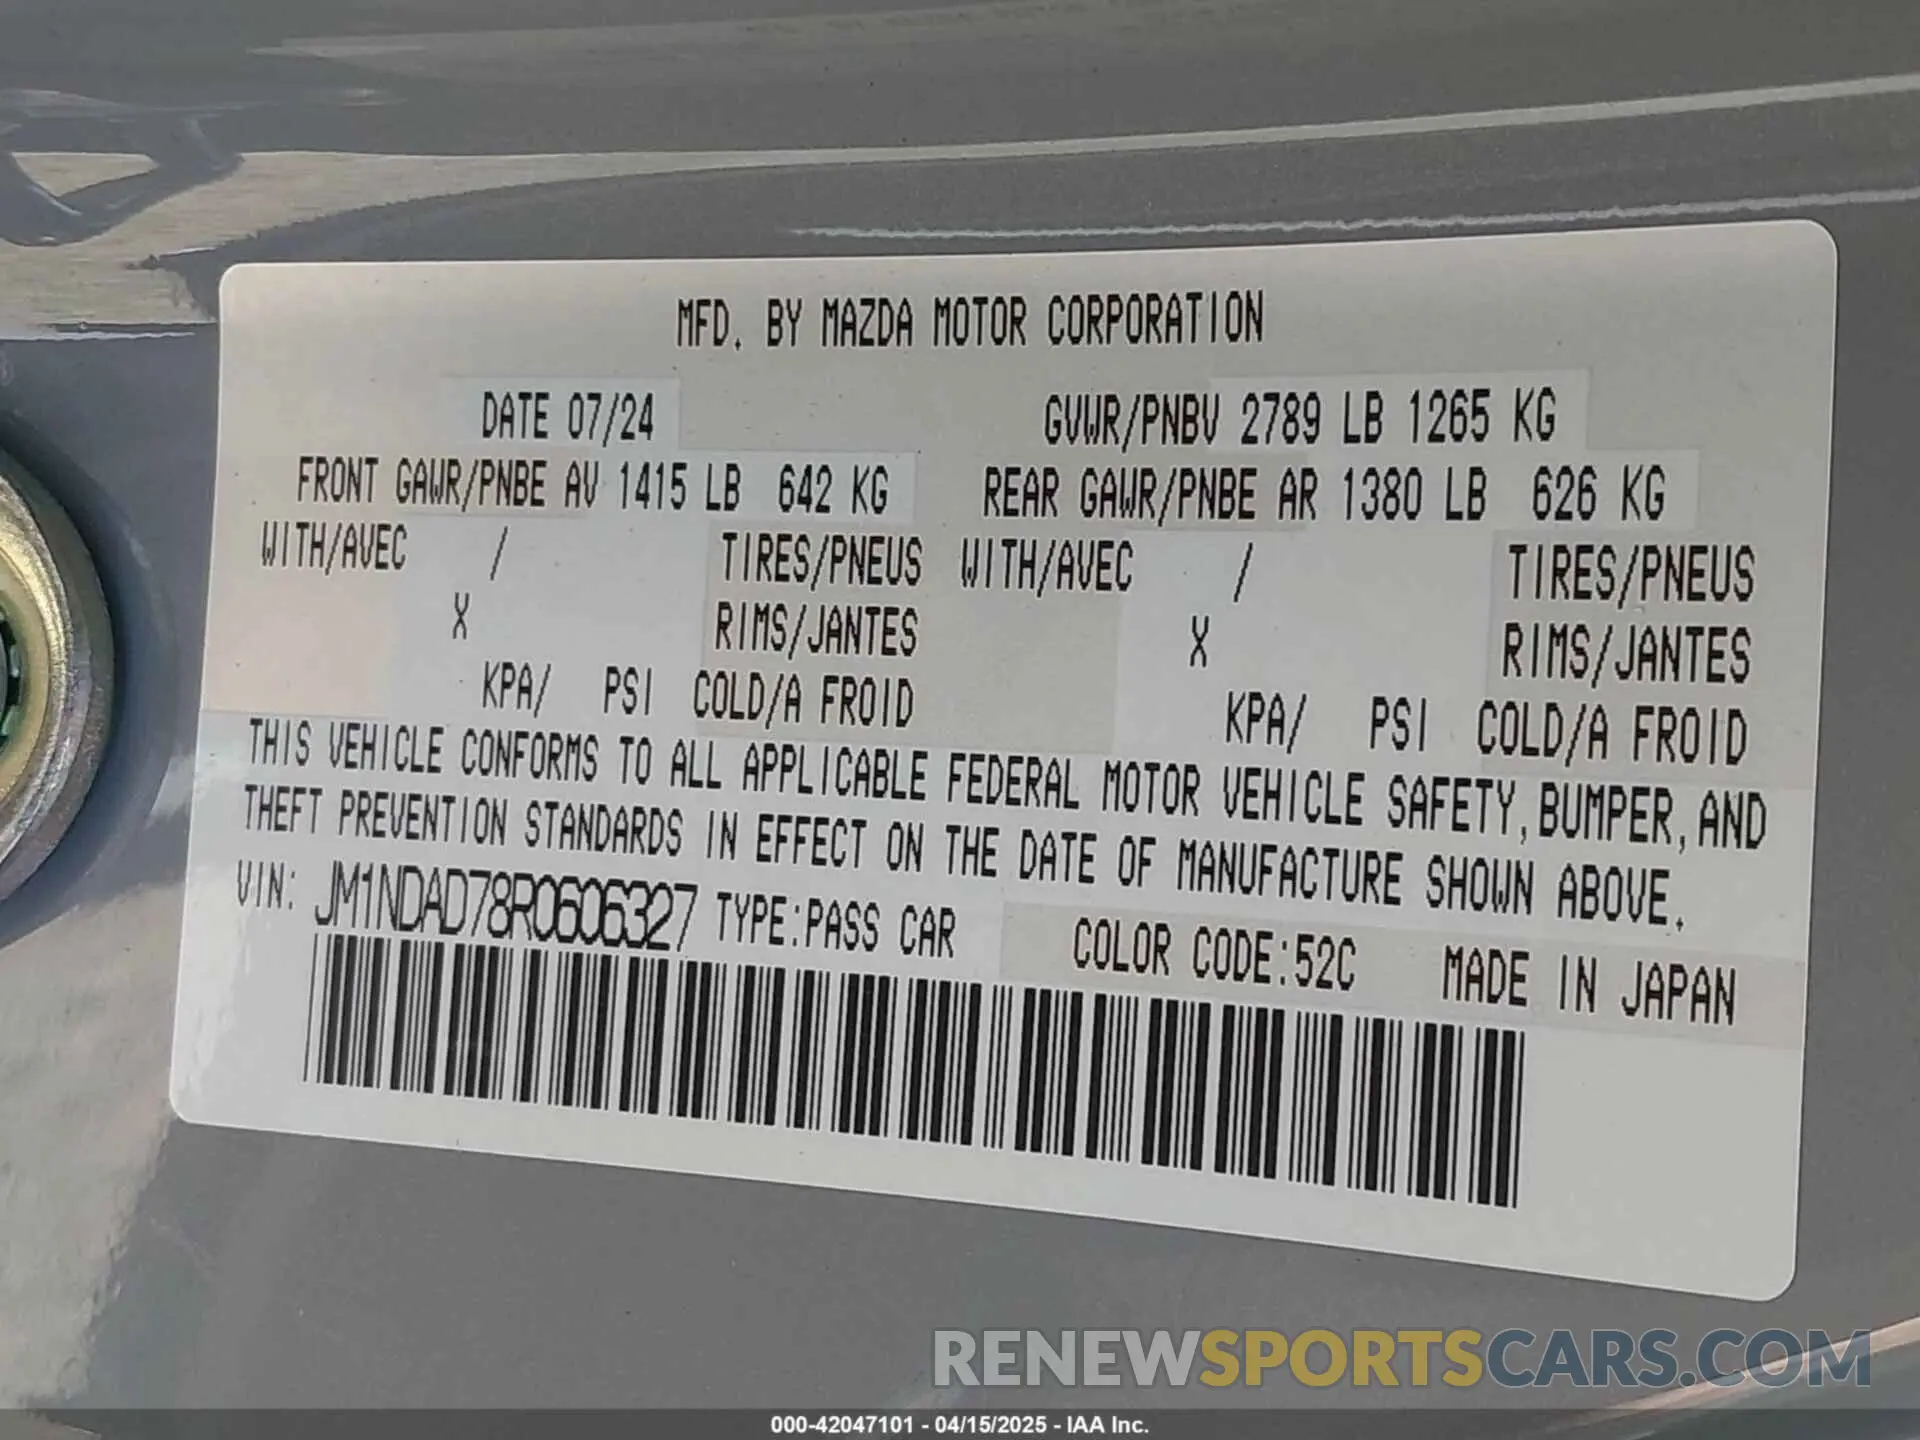 MFD. BY MAZDA MOTOR CORPORATION
DATE 07/24 GVWR/PNBV 2789 LB 1265 KG
FRONT GAWR/PNBE AV 1415 LB 642 KG REAR GAWR/PNBE AR 1380 LB 626 KG
WITH/AVEC / TIRES/PNEUS WITH/AVEC / TIRES/PNEUS
X RIMS/JANTES X RIMS/JANTES
KPA/ PSI COLD/A FROID KPA/ PSI COLD/A FROID
THIS VEHICLE CONFORMS TO ALL APPLICABLE FEDERAL MOTOR VEHICLE SAFETY, BUMPER, AND
THEFT PREVENTION STANDARDS IN EFFECT ON THE DATE OF MANUFACTURE SHOWN ABOVE.
VIN: JM1NDAD78R0606327 TYPE:PASS CAR COLOR CODE:52C MADE IN JAPAN
RENEWSPORTSCARS.COM
000-42047101 - 04/15/2025 - IAA Inc.